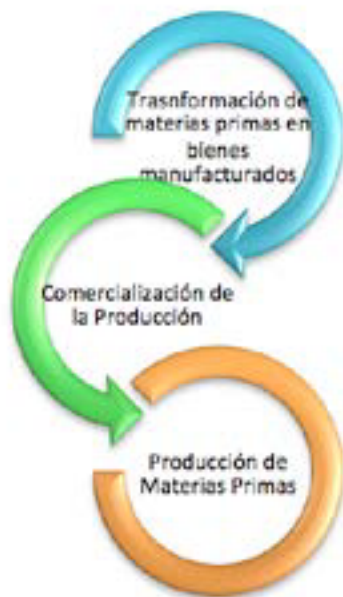 Trasnformación de
materias primas en
bienes
manufacturados
Comercialización de
la Producción
Producción de
Materias Primas